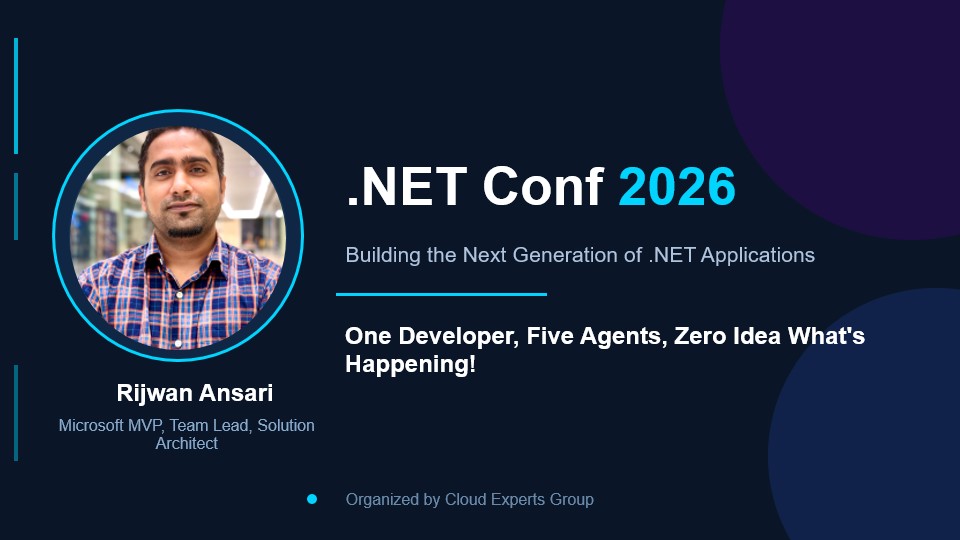 .NET Conf 2026
Building the Next Generation of .NET Applications
One Developer, Five Agents, Zero Idea What's
Happening!
Rijwan Ansari
Microsoft MVP, Team Lead, Solution
Architect
Organized by Cloud Experts Group